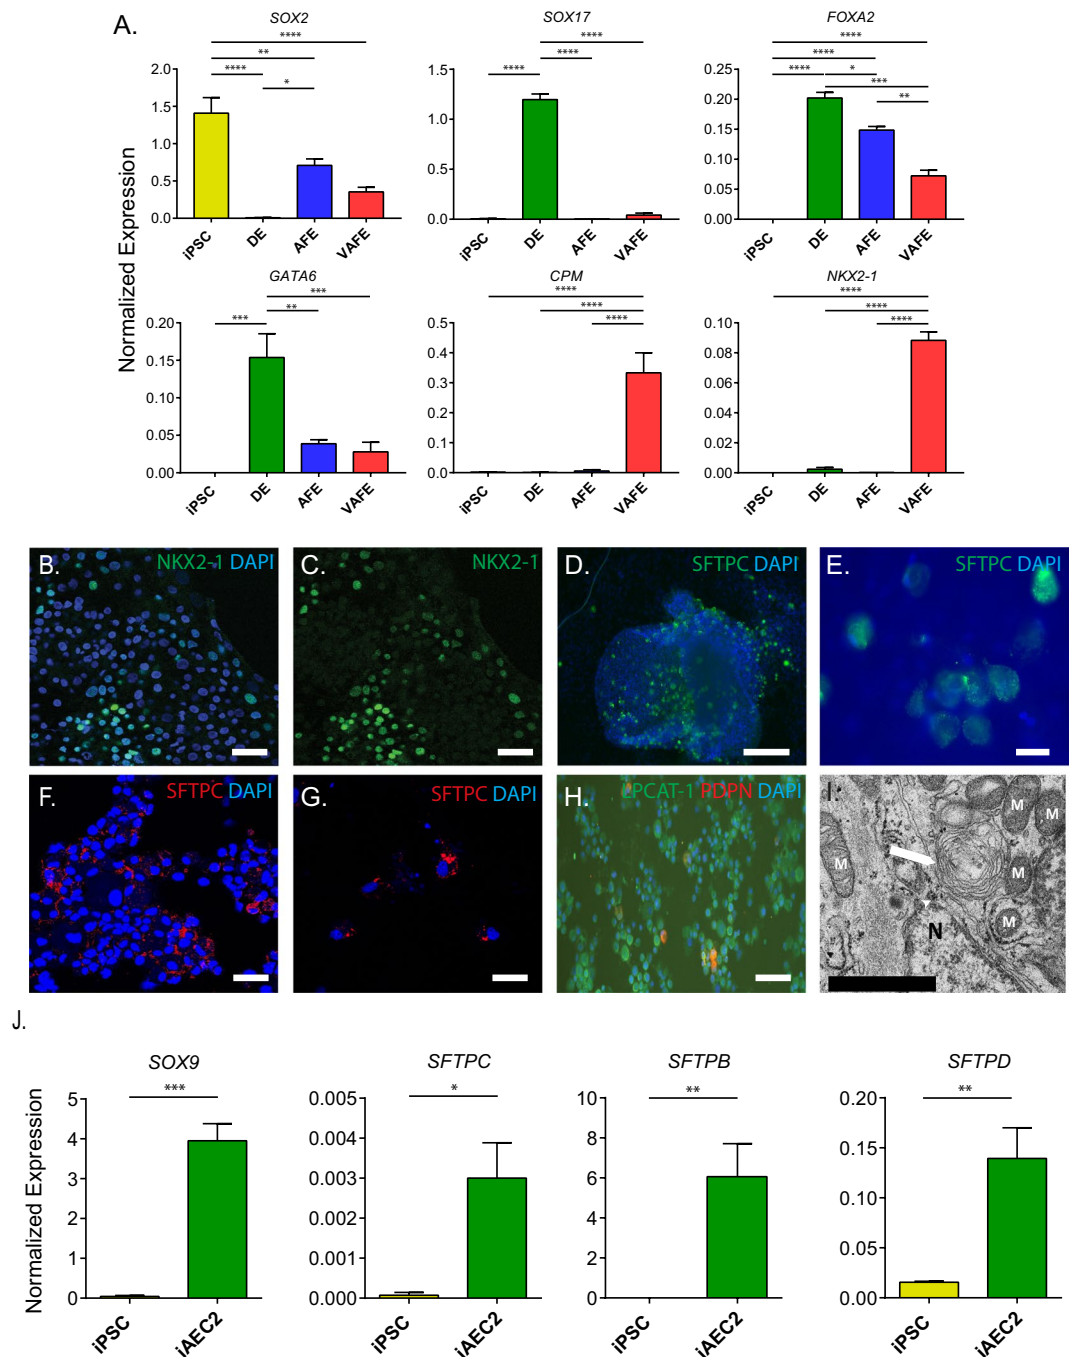 A.
SOX2
SOX17
FOXA2
Normalized Expression
****
**
****
*
2.0
1.5
1.0
0.5
0.0
iPSC
DE
AFE
VAFE
****
****
****
1.5
1.0
0.5
0.0
iPSC
DE
AFE
VAFE
****
****
****
*
***
**
0.25
0.20
0.15
0.10
0.05
0.00
iPSC
DE
AFE
VAFE
GATA6
CPM
NKX2-1
***
**
***
0.20
0.15
0.10
0.05
0.00
iPSC
DE
AFE
VAFE
****
****
****
0.5
0.4
0.3
0.2
0.1
0.0
iPSC
DE
AFE
VAFE
****
****
****
0.10
0.08
0.06
0.04
0.02
0.00
iPSC
DE
AFE
VAFE
B.
NKX2-1 DAPI
C.
NKX2-1
D.
SFTPC DAPI
E.
SFTPC DAPI
F.
SFTPC DAPI
G.
SFTPC DAPI
H.
LPCAT-1 PDPN DAPI
I.
M
M
M
M
M
N
J.
Normalized Expression
SOX9
***
5
4
3
2
1
0
iPSC
iAEC2
SFTPC
*
0.005
0.004
0.003
0.002
0.001
0.000
iPSC
iAEC2
SFTPB
**
10
8
6
4
2
0
iPSC
iAEC2
SFTPD
**
0.20
0.15
0.10
0.05
0.00
iPSC
iAEC2